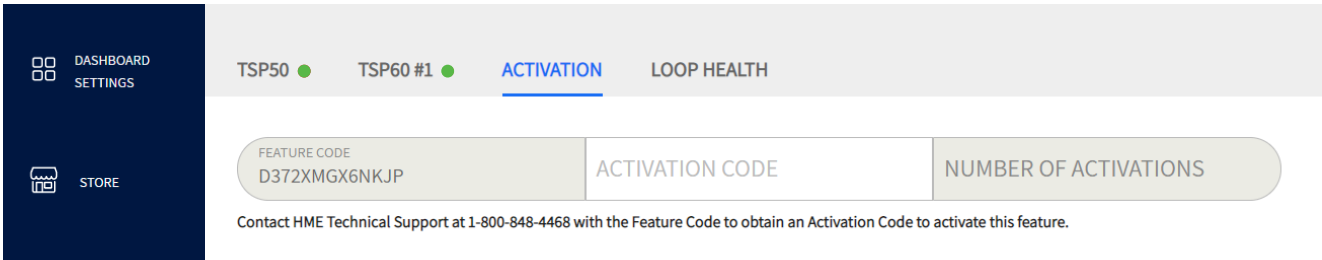 DASHBOARD
SETTINGS
STORE
TSP50 TSP60 #1 ACTIVATION LOOP HEALTH
FEATURE CODE
D372XMGX6NKJP
ACTIVATION CODE
NUMBER OF ACTIVATIONS
Contact HME Technical Support at 1-800-848-4468 with the Feature Code to obtain an Activation Code to activate this feature.